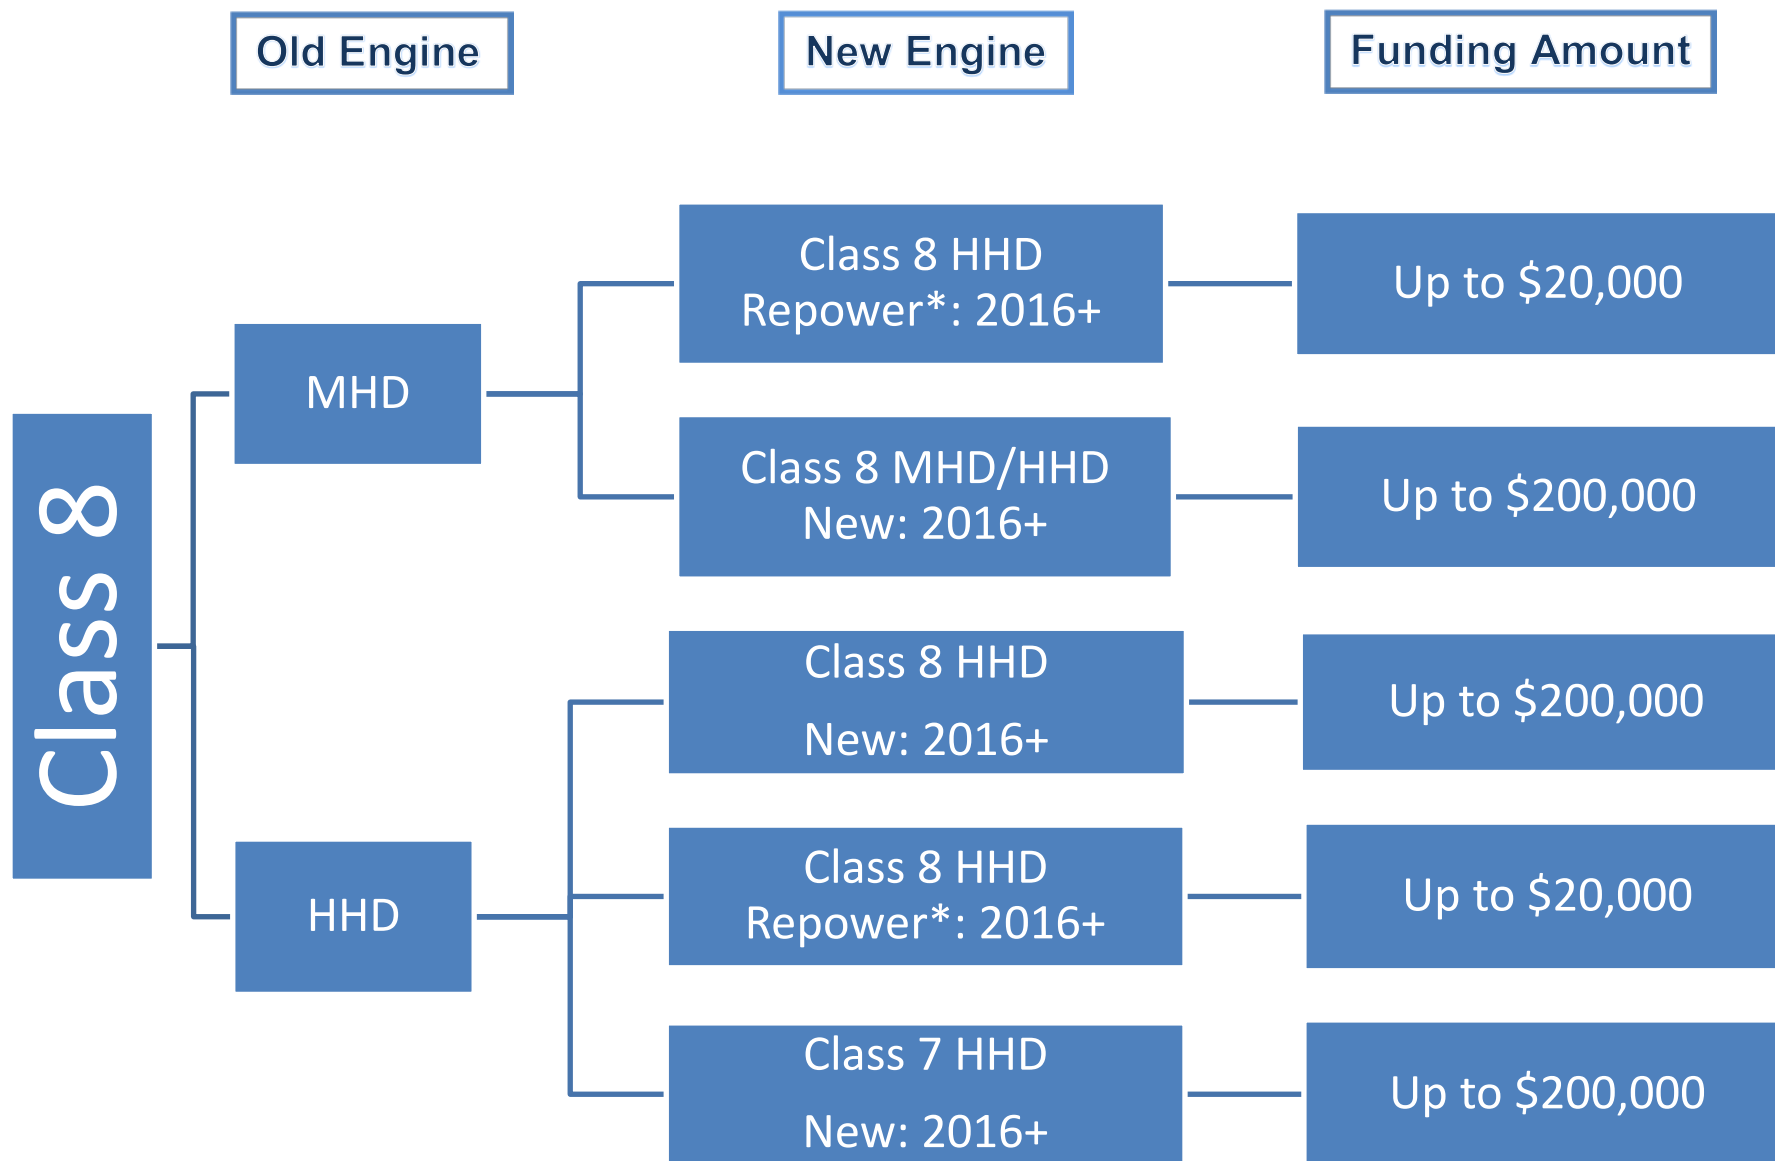 Old Engine
New Engine
Funding Amount
Class 8
MHD
Class 8 HHD
Repower*: 2016+
Up to $20,000
Class 8 MHD/HHD
New: 2016+
Up to $200,000
HHD
Class 8 HHD
New: 2016+
Up to $200,000
Class 8 HHD
Repower*: 2016+
Up to $20,000
Class 7 HHD
New: 2016+
Up to $200,000